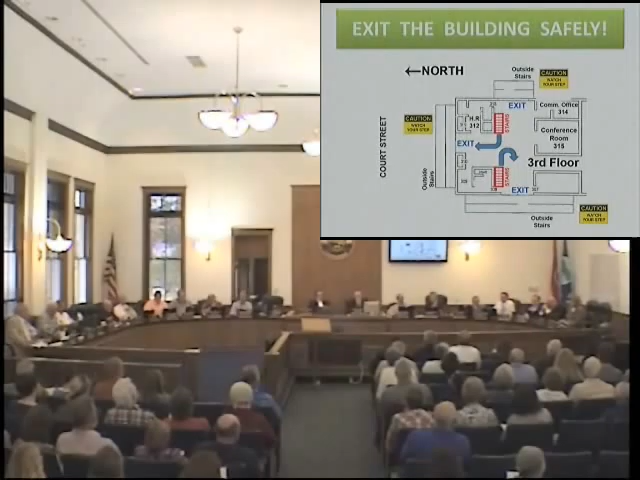 EXIT THE BUILDING SAFELY!
←NORTH
Outside
Stairs
CAUTION
WATCH
YOUR STEP
EXIT
Comm. Office
314
H.R.
312
STAIRS
CAUTION
WATCH
YOUR STEP
Conference
Room
315
COURT STREET
EXIT
3rd Floor
Outside
Stairs
STAIRS
EXIT
CAUTION
WATCH
YOUR STEP
Outside
Stairs